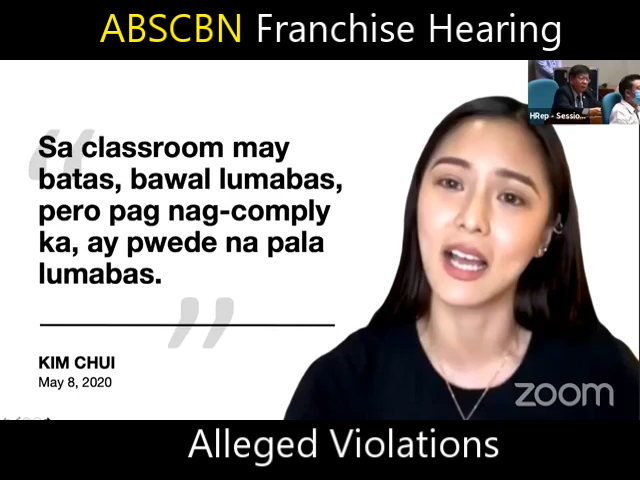 ABSCBN Franchise Hearing
HRep - Sessio...
Sa classroom may
batas, bawal lumabas,
pero pag nag-comply
ka, ay pwede na pala
lumabas.
KIM CHUI
May 8, 2020
zoom
Alleged Violations